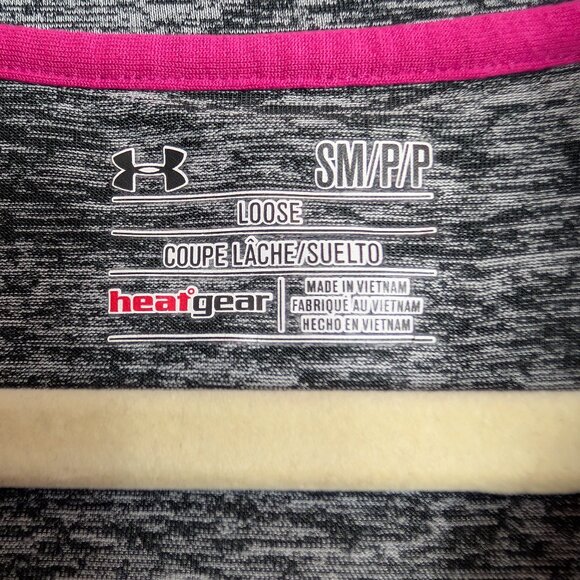 SM/P/P
LOOSE
COUPE LÂCHE/SUELTO
heatgear
MADE IN VIETNAM
FABRIQUÉ AU VIETNAM
HECHO EN VIETNAM